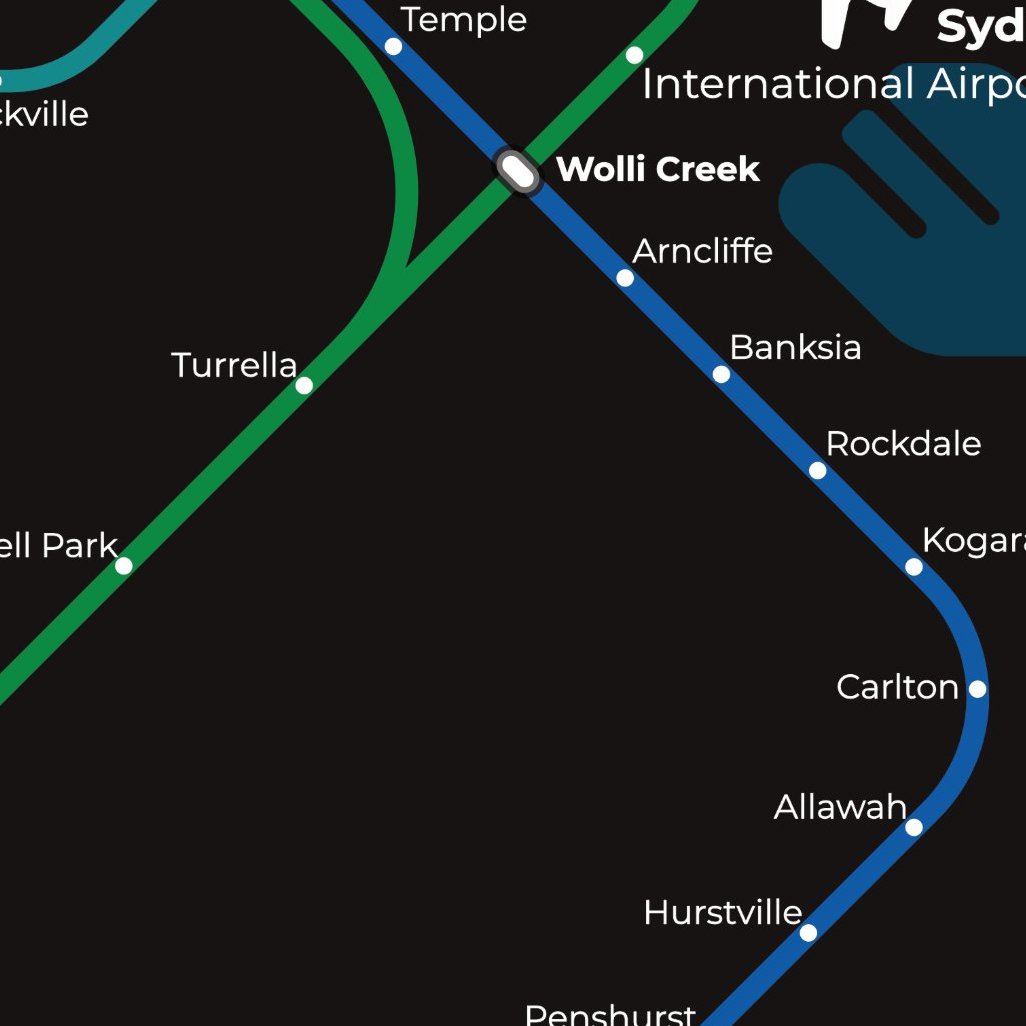 Temple
Syd
International Airpo
ckville
Wolli Creek
Arncliffe
Banksia
Turrella
Rockdale
ell Park
Kogara
Carlton
Allawah
Hurstville
Penshurst